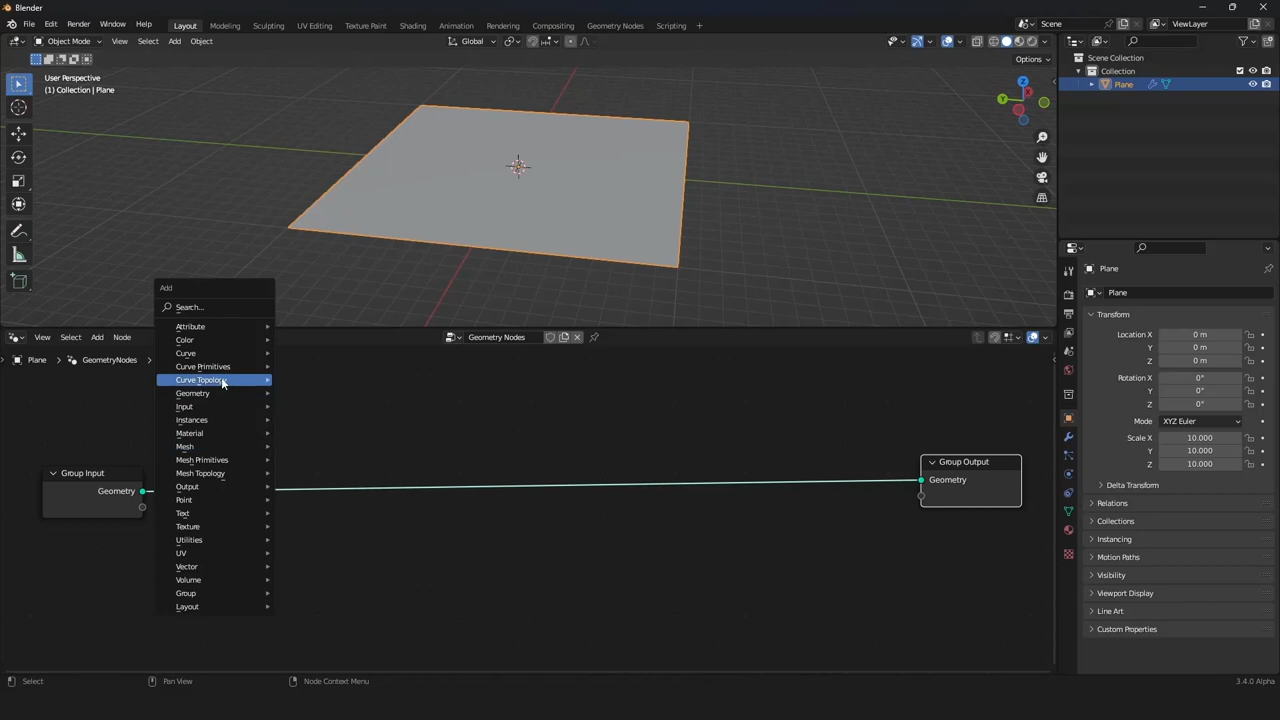 Blender
File Edit Render Window Help Layout Modeling Sculpting UV Editing Texture Paint Shading Animation Rendering Compositing Geometry Nodes Scripting + Scene ViewLayer
Object Mode View Select Add Object Global
Options
User Perspective
(1) Collection | Plane
X
Y
Z
Scene Collection
Collection
Plane
Plane
Plane
Transform
Location X 0 m
Y 0 m
Z 0 m
Rotation X 0°
Y 0°
Z 0°
Mode XYZ Euler
Scale X 10.000
Y 10.000
Z 10.000
Delta Transform
Relations
Collections
Instancing
Motion Paths
Visibility
Viewport Display
Line Art
Custom Properties
View Select Add Node Geometry Nodes
Plane > GeometryNodes >
Add
Search...
Attribute
Color
Curve
Curve Primitives
Curve Topology
Geometry
Input
Instances
Material
Mesh
Mesh Primitives
Mesh Topology
Output
Point
Text
Texture
Utilities
UV
Vector
Volume
Group
Layout
Group Input
Geometry
Group Output
Geometry
Select Pan View Node Context Menu 3.4.0 Alpha